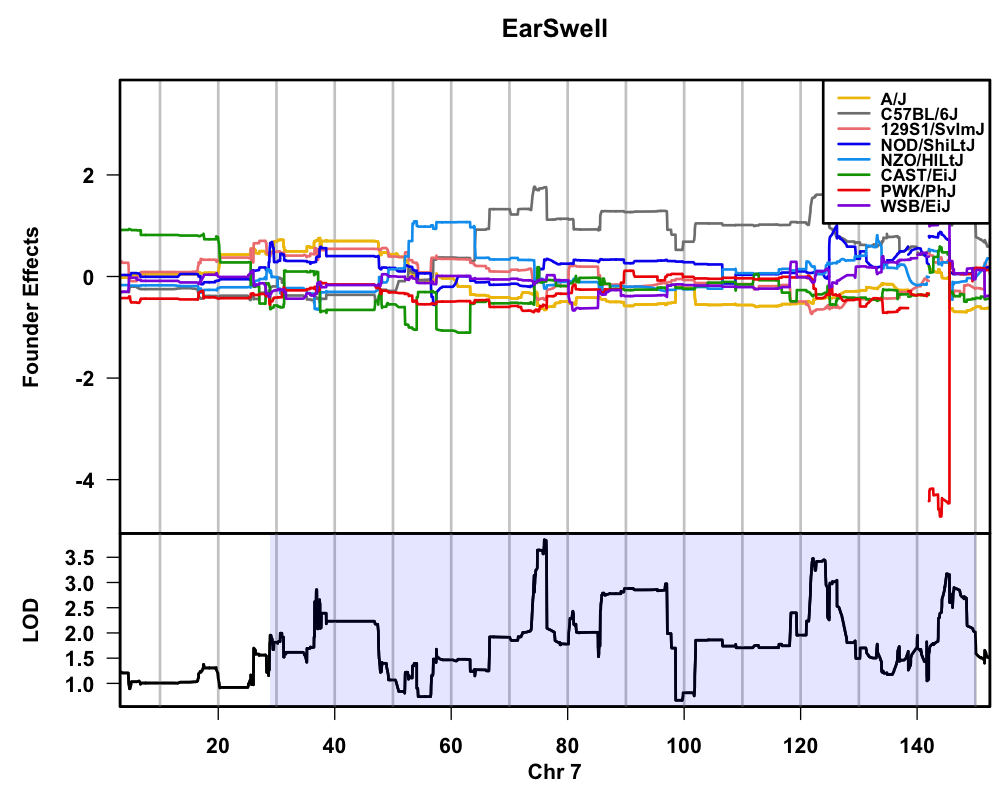 EarSwell
A/J
C57BL/6J
129S1/SvImJ
NOD/ShiLtJ
NZO/HlLtJ
CAST/EiJ
PWK/PhJ
WSB/EiJ
Founder Effects
2
0
-2
-4
LOD
3.5
3.0
2.5
2.0
1.5
1.0
20 40 60 80 100 120 140
Chr 7